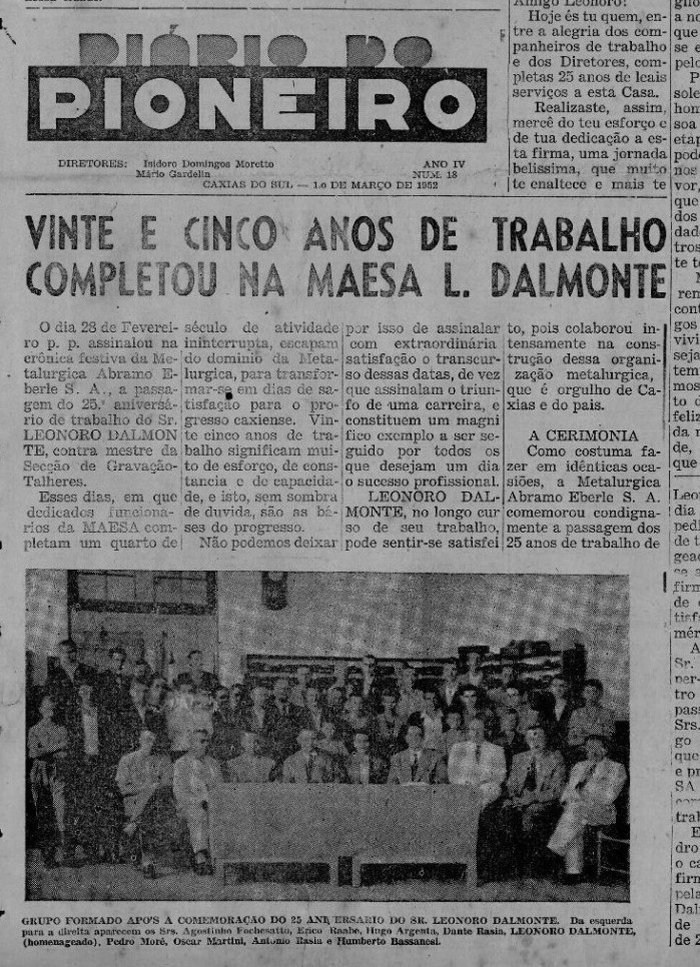 Amigo Leonoro!
Hoje és tu quem, en-
tre a alegria dos com-
panheiros de trabalho
e dos Diretores, com-
pletas 25 anos de leais
serviços a esta Casa.
Realizaste, assim,
mercê do teu esforço e
de tua dedicação a es-
ta firma, uma jornada
belissima, que muito
te enaltece e mais te
DIÁRIO DO
PIONEIRO
DIRETORES: Isidoro Domingos Moretto
Mário Gardelia
ANO IV
NUM. 18
CAXIAS DO SUL — 1.o DE MARÇO DE 1952
VINTE E CINCO ANOS DE TRABALHO
COMPLETOU NA MAESA L. DALMONTE
O dia 28 de Feverei-
ro p. p. assinalou na
crônica festiva da Me-
talurgica Abramo E-
berle S. A., a passa-
gem do 25.º aniversá-
rio de trabalho do Sr.
LEONORO DALMON
TE, contra mestre da
Secção de Gravação-
Talheres.
Esses dias, em que
dedicados funcioná-
rios da MAESA com-
pletam um quarto de
século de atividade
ininterrupta, escapam
do dominio da Meta-
lurgica, para transfor-
mar-se em dias de sa-
tisfação para o pro-
gresso caxiense. Vin-
te cinco anos de tra-
balho significam mui-
to de esforço, de cons-
tancia e de capacida-
de, e isto, sem sombra
de duvida, são as bá-
ses do progresso.
Não podemos deixar
por isso de assinalar
com extraordinária
satisfação o transcur-
so dessas datas, de vez
que assinalam o triun-
fo de uma carreira, e
constituem um magni
fico exemplo a ser se-
guido por todos os
que desejam um dia
o sucesso profissional.
LEONORO DAL-
MONTE, no longo cur
so de seu trabalho,
pode sentir-se satisfei
to, pois colaborou in-
tensamente na cons-
trução dessa organi-
zação metalurgica,
que é orgulho de Ca-
xias e do pais.
A CERIMONIA
Como costuma fa-
zer em idênticas oca-
siões, a Metalurgica
Abramo Eberle S. A.
comemorou condigna-
mente a passagem dos
25 anos de trabalho de
GRUPO FORMADO APO'S A COMEMORAÇÃO DO 25 ANIVERSARIO DO SR. LEONORO DALMONTE. Da esquerda
para a direita aparecem os Srs. Agostinho Fochesatto, Erico Raabe, Hugo Argenta, Dante Rasia, LEONORO DALMONTE,
(homenageado), Pedro Moré, Oscar Martini, Antonio Rasia e Humberto Bassanesi.